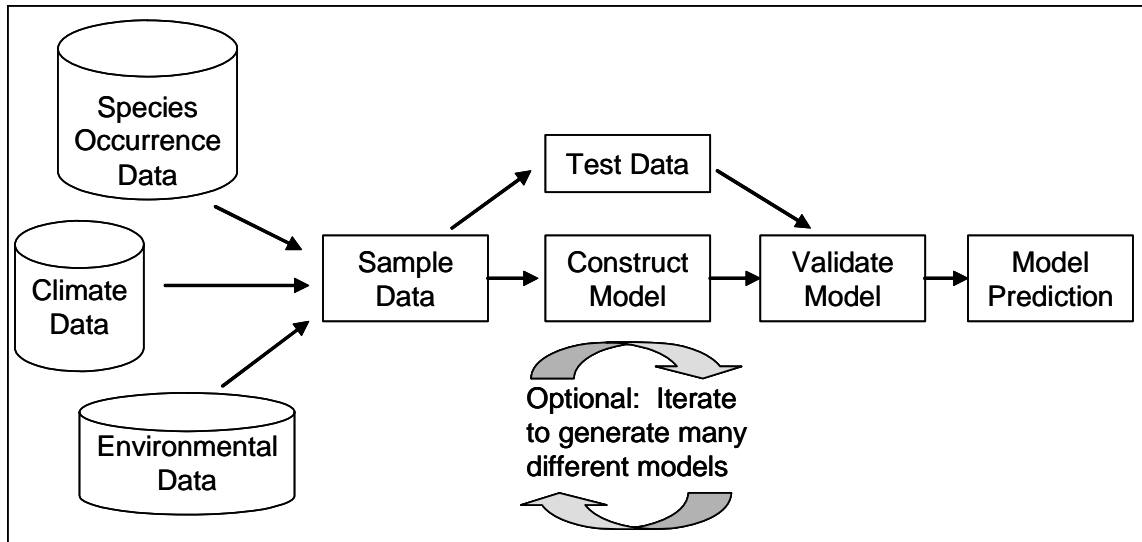 Species
Occurrence
Data
Climate
Data
Environmental
Data
Sample
Data
Test Data
Construct
Model
Validate
Model
Model
Prediction
Optional:  Iterate
to generate many
different models